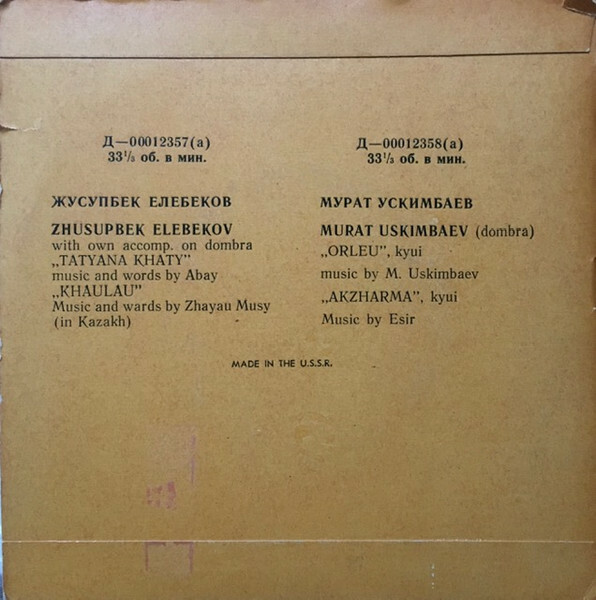 Д—00012357(а)
33⅓ об. в мин.
ЖУСУПБЕК ЕЛЕБЕКОВ
ZHUSUPBEK ELEBEKOV
with own accomp. on dombra
„TATYANA KHATY”
music and words by Abay
„KHAULAU”
Music and wards by Zhayau Musy
(in Kazakh)
Д—00012358(а)
33⅓ об. в мин.
МУРАТ УСКИМБАЕВ
MURAT USKIMBAEV (dombra)
„ORLEU”, kyui
music by M. Uskimbaev
„AKZHARMA”, kyui
Music by Esir
MADE IN THE U.S.S.R.